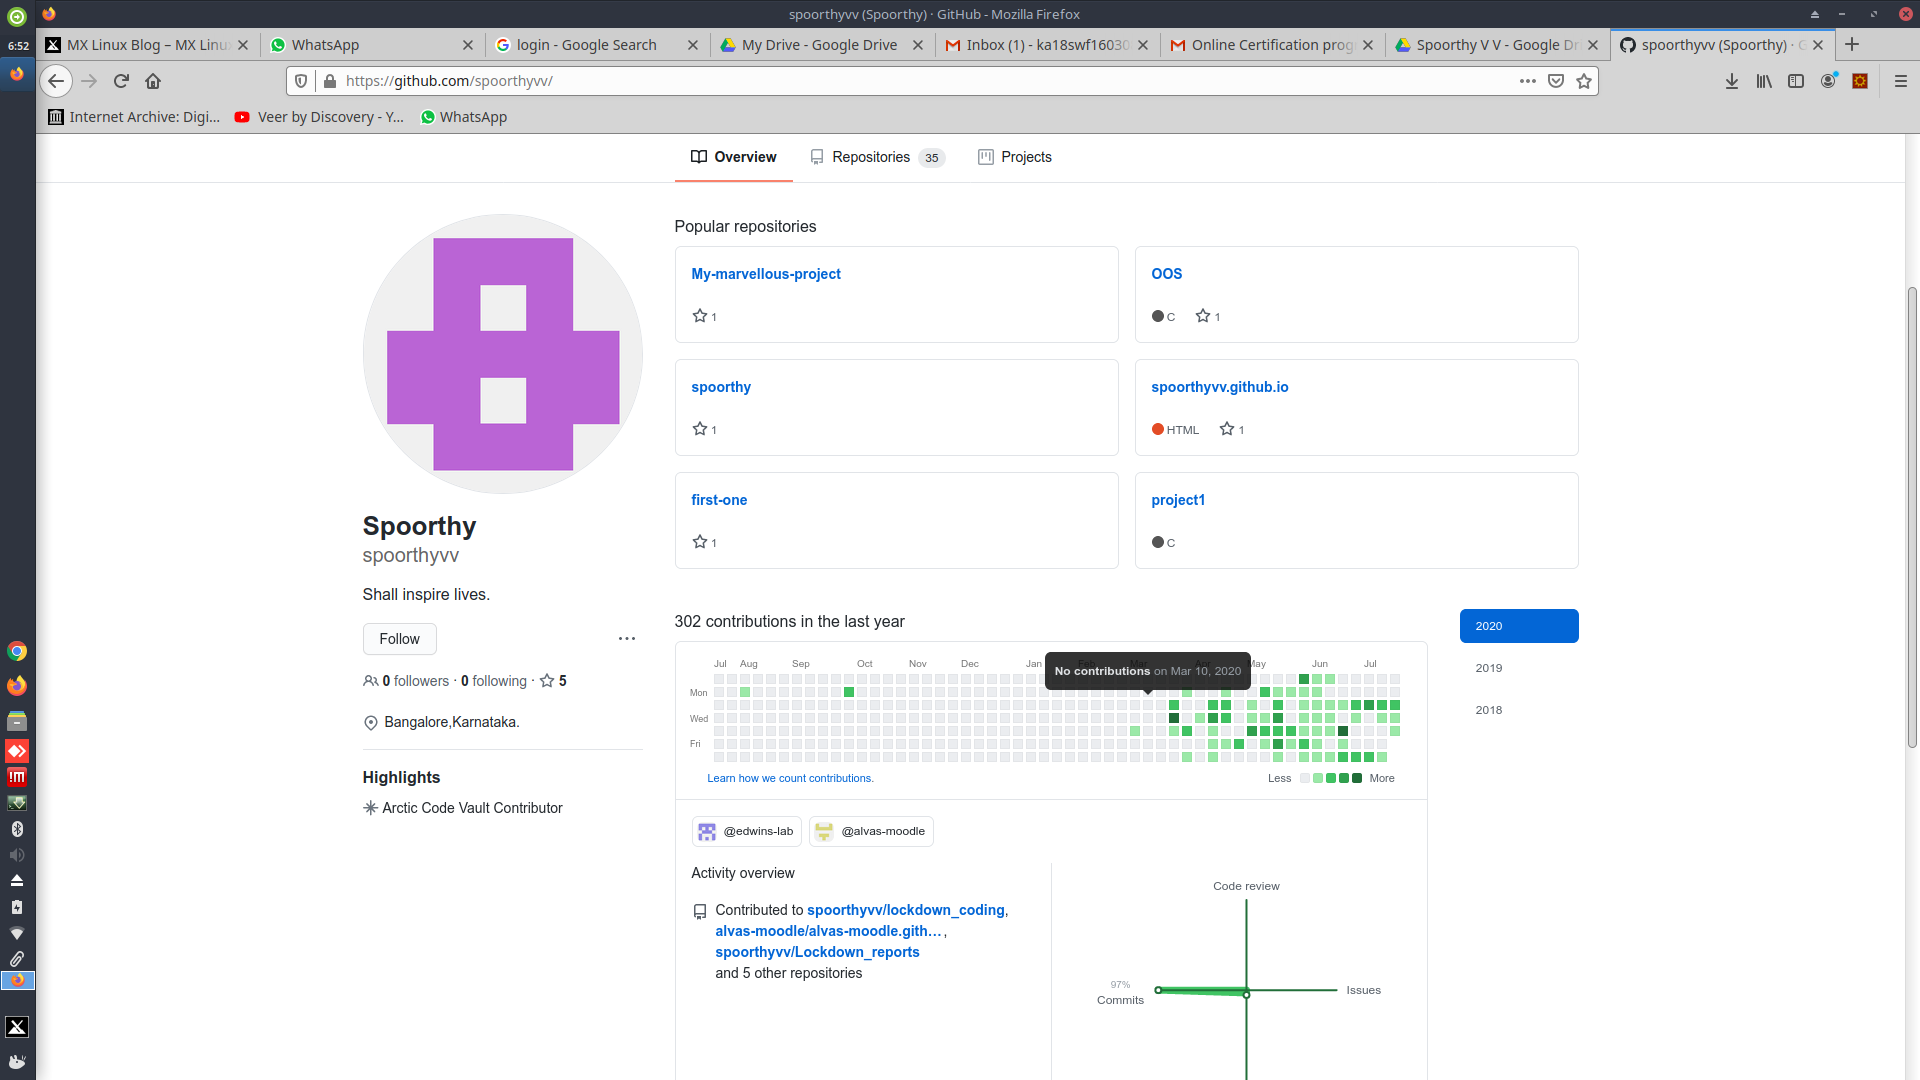 spoorthyvv (Spoorthy) · GitHub - Mozilla Firefox
6:52
MX Linux Blog – MX Linu
WhatsApp
login - Google Search
My Drive - Google Drive
Inbox (1) - ka18swf16030
Online Certification prog
Spoorthy V V - Google Dr
spoorthyvv (Spoorthy) · G
https://github.com/spoorthyvv/
Internet Archive: Digi...
Veer by Discovery - Y...
WhatsApp
Overview
Repositories 35
Projects
Popular repositories
My-marvellous-project
1
OOS
C 1
spoorthy
1
spoorthyvv.github.io
HTML 1
first-one
1
project1
C
Spoorthy
spoorthyvv
Shall inspire lives.
Follow
0 followers · 0 following · 5
Bangalore,Karnataka.
Highlights
Arctic Code Vault Contributor
302 contributions in the last year
2020
2019
2018
Jul Aug Sep Oct Nov Dec Jan Feb Mar Apr May Jun Jul
No contributions on Mar 10, 2020
Mon
Wed
Fri
Learn how we count contributions.
Less
More
@edwins-lab
@alvas-moodle
Activity overview
Contributed to spoorthyvv/lockdown_coding,
alvas-moodle/alvas-moodle.gith... ,
spoorthyvv/Lockdown_reports
and 5 other repositories
Code review
97%
Commits
Issues